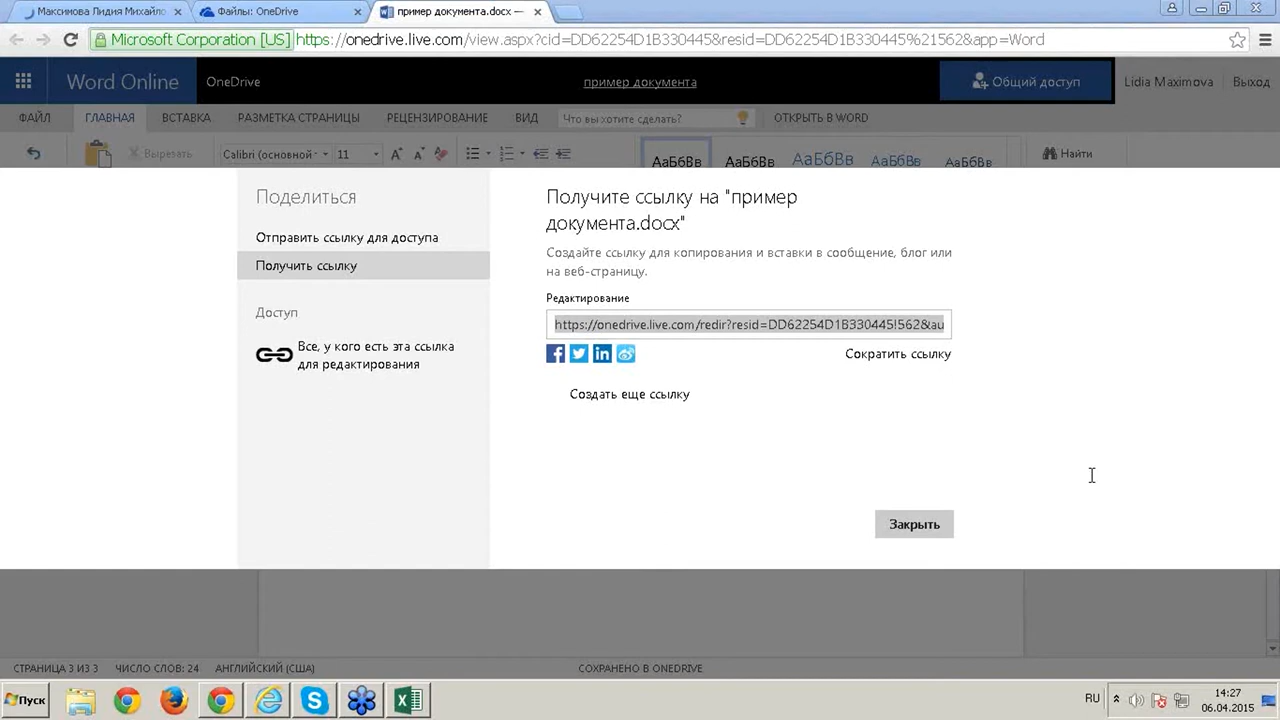 Максимова Лидия Михайло
Файлы: OneDrive
пример документа.docx —
Microsoft Corporation [US] https://onedrive.live.com/view.aspx?cid=DD62254D1B330445&resid=DD62254D1B330445%21562&app=Word
Word Online
OneDrive
пример документа
Общий доступ
Lidia Maximova
Выход
ФАЙЛ
ГЛАВНАЯ
ВСТАВКА
РАЗМЕТКА СТРАНИЦЫ
РЕЦЕНЗИРОВАНИЕ
ВИД
Что вы хотите сделать?
ОТКРЫТЬ В WORD
Вырезать
Calibri (основной
11
АаБбВв
АаБбВв
АаБбВв
АаБбВв
АаБбВв
Найти
Поделиться
Отправить ссылку для доступа
Получить ссылку
Доступ
Все, у кого есть эта ссылка
для редактирования
Получите ссылку на "пример
документа.docx"
Создайте ссылку для копирования и вставки в сообщение, блог или
на веб-страницу.
Редактирование
https://onedrive.live.com/redir?resid=DD62254D1B330445!562&au
Сократить ссылку
Создать еще ссылку
Закрыть
СТРАНИЦА 3 ИЗ 3
ЧИСЛО СЛОВ: 24
АНГЛИЙСКИЙ (США)
СОХРАНЕНО В ONEDRIVE
Пуск
RU
14:27
06.04.2015